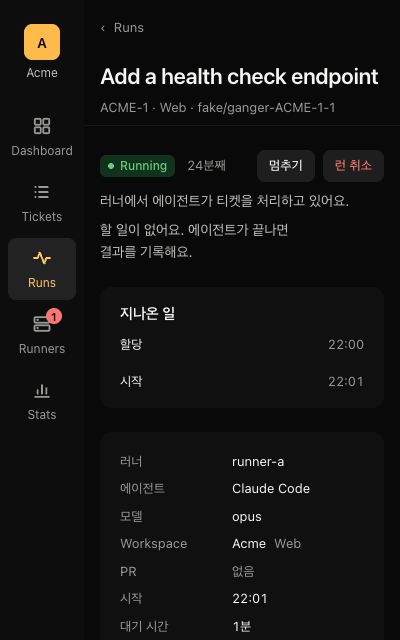 A
Acme
Dashboard
Tickets
Runs
1
Runners
Stats
‹ Runs
Add a health check endpoint
ACME-1 · Web · fake/ganger-ACME-1-1
Running 24분째 멈추기 런 취소
러너에서 에이전트가 티켓을 처리하고 있어요.
할 일이 없어요. 에이전트가 끝나면
결과를 기록해요.
지나온 일
할당 22:00
시작 22:01
러너 runner-a
에이전트 Claude Code
모델 opus
Workspace Acme Web
PR 없음
시작 22:01
대기 시간 1분